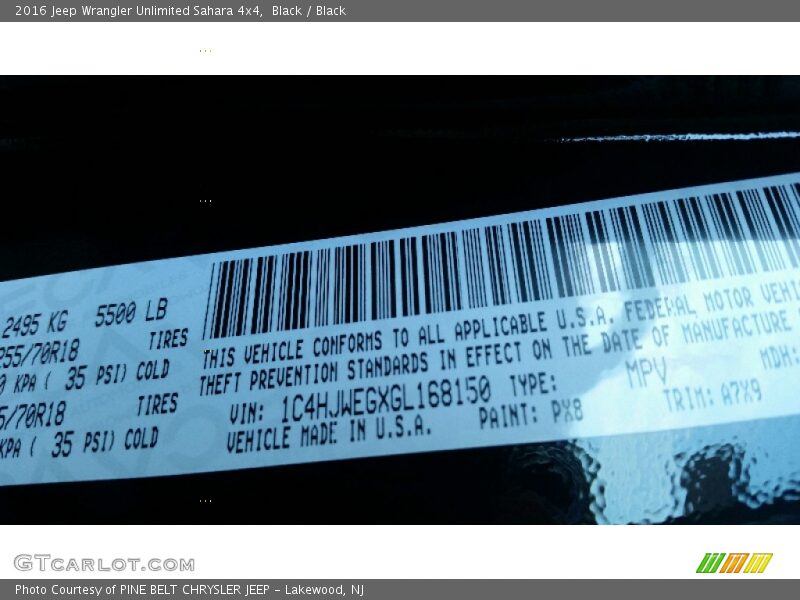 2016 Jeep Wrangler Unlimited Sahara 4x4,  Black / Black
2495 KG 5500 LB
255/70R18 TIRES
KPA ( 35 PSI) COLD
70R18 TIRES
KPA ( 35 PSI) COLD
THIS VEHICLE CONFORMS TO ALL APPLICABLE U.S.A. FEDERAL MOTOR
THEFT PREVENTION STANDARDS IN EFFECT ON THE DATE OF MANUFACTURE
VIN: 1C4HJWEGXGL168150 TYPE: MPV MDH:
VEHICLE MADE IN U.S.A. PAINT: PX8 TRIM: A7X9
GTCARLOT.COM
Photo Courtesy of PINE BELT CHRYSLER JEEP - Lakewood, NJ